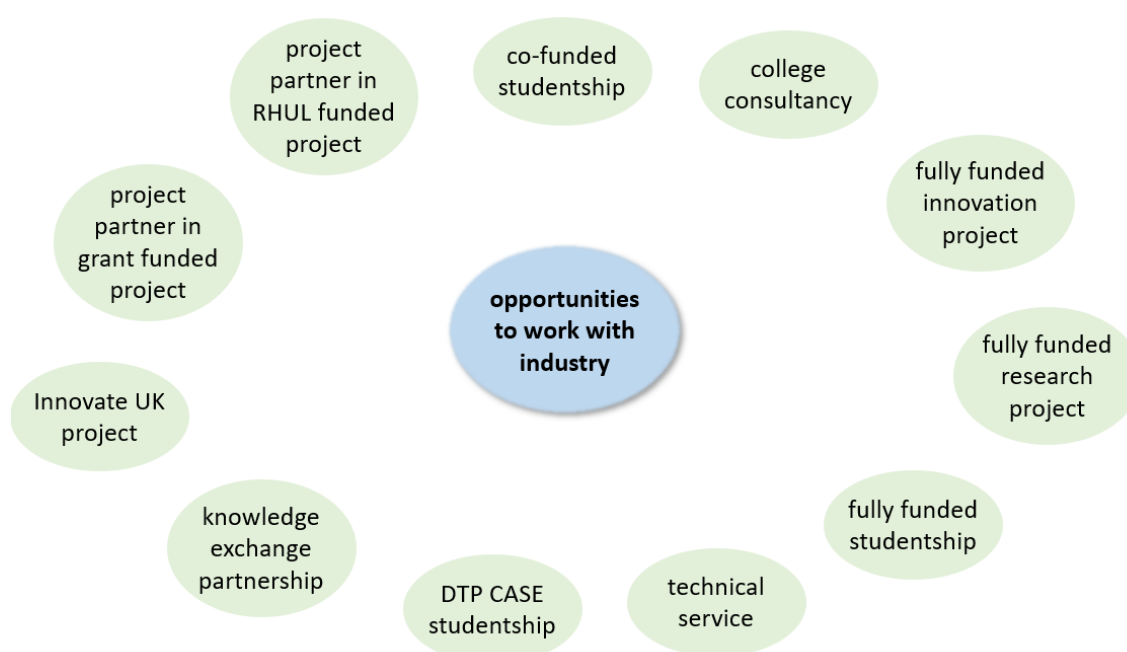 project
partner in
RHUL funded
project
co-funded
studentship
college
consultancy
fully funded
innovation
project
project
partner in
grant funded
project
opportunities
to work with
industry
fully funded
research
project
Innovate UK
project
fully funded
studentship
knowledge
exchange
partnership
DTP CASE
studentship
technical
service